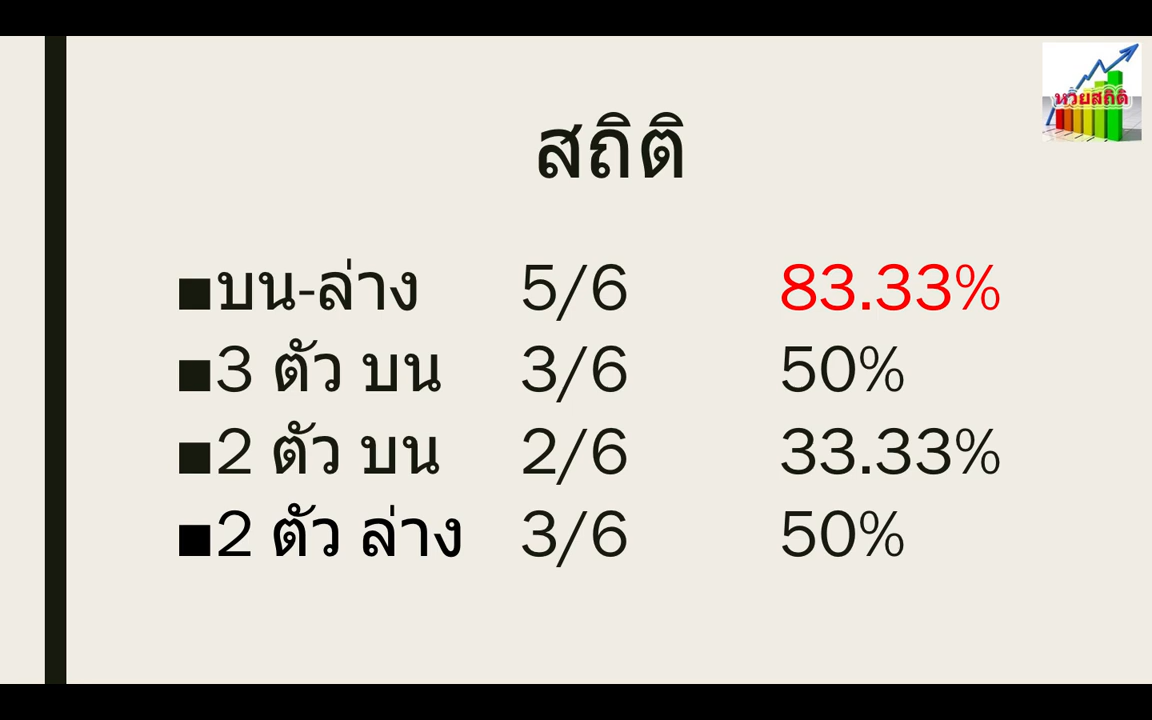 หวยสถิติ
สถิติ
■บน-ล่าง 5/6 83.33%
■3 ตัว บน 3/6 50%
■2 ตัว บน 2/6 33.33%
■2 ตัว ล่าง 3/6 50%